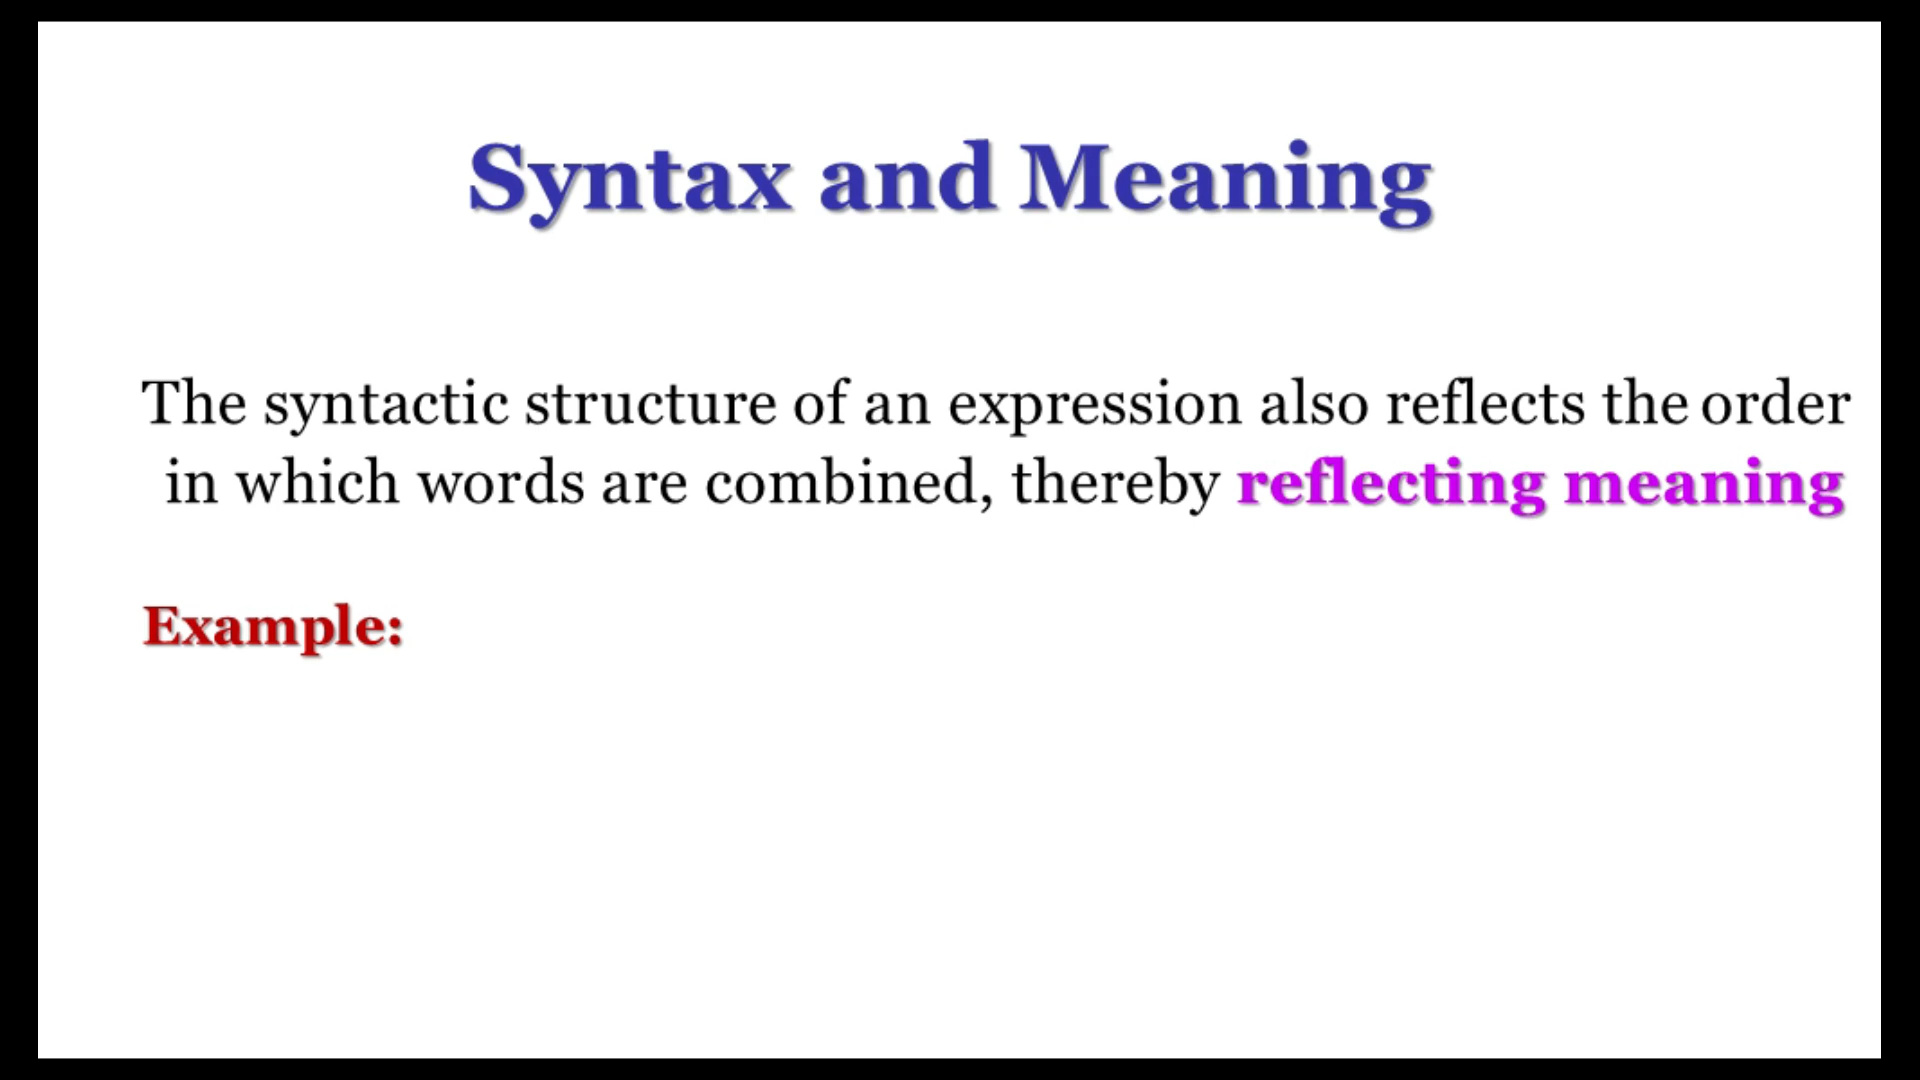 Syntax and Meaning
The syntactic structure of an expression also reflects the order
in which words are combined, thereby reflecting meaning
Example: